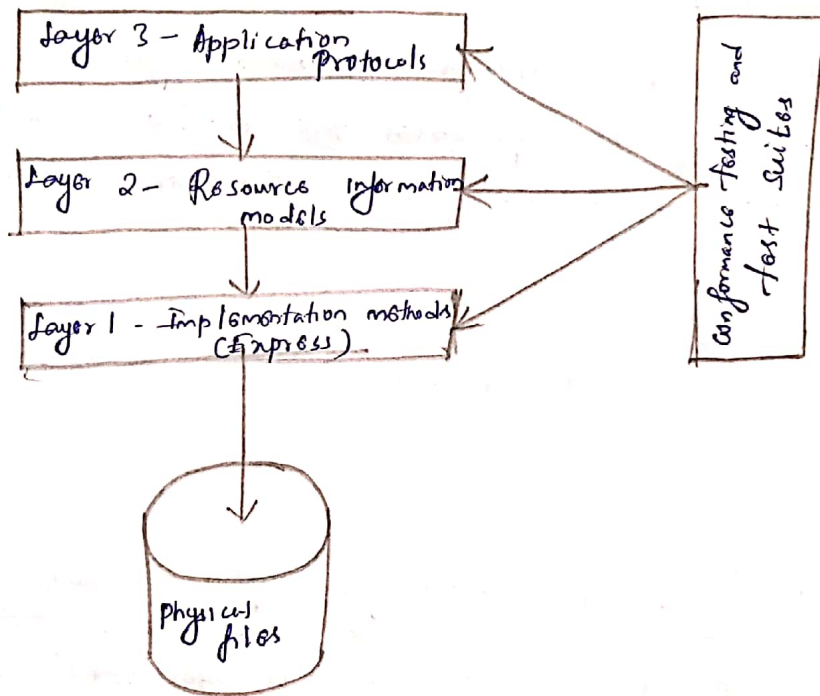 Layer 3 - Application
Protocols
Layer 2 - Resource information
models
Layer 1 - Implementation methods
(Express)
Physical
files
Conformance testing and
test suites